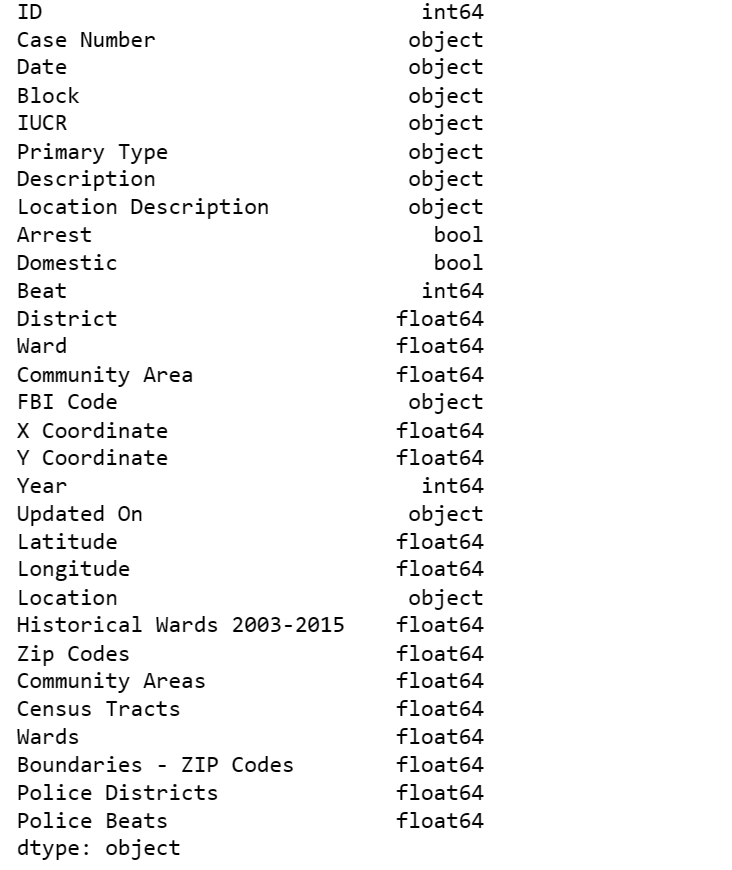 ID int64
Case Number object
Date object
Block object
IUCR object
Primary Type object
Description object
Location Description object
Arrest bool
Domestic bool
Beat int64
District float64
Ward float64
Community Area float64
FBI Code object
X Coordinate float64
Y Coordinate float64
Year int64
Updated On object
Latitude float64
Longitude float64
Location object
Historical Wards 2003-2015 float64
Zip Codes float64
Community Areas float64
Census Tracts float64
Wards float64
Boundaries - ZIP Codes float64
Police Districts float64
Police Beats float64
dtype: object